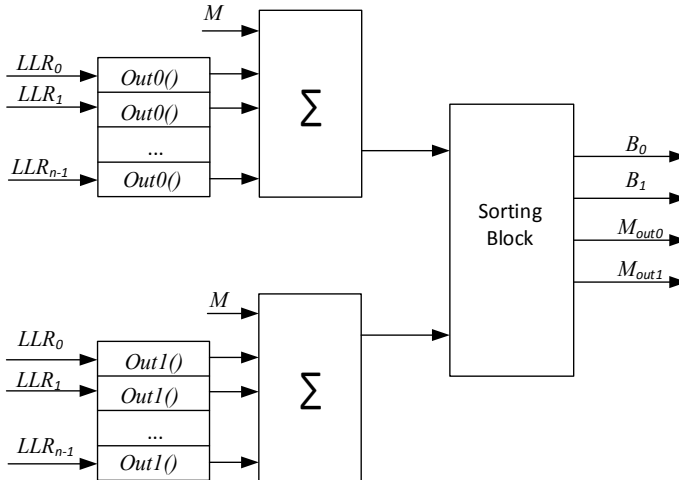 M
LLR0
Out0()
LLR1
Out0()
...
LLRn-1
Out0()
∑
Sorting
Block
B0
B1
Mout0
Mout1
M
LLR0
Out1()
LLR1
Out1()
...
LLRn-1
Out1()
∑